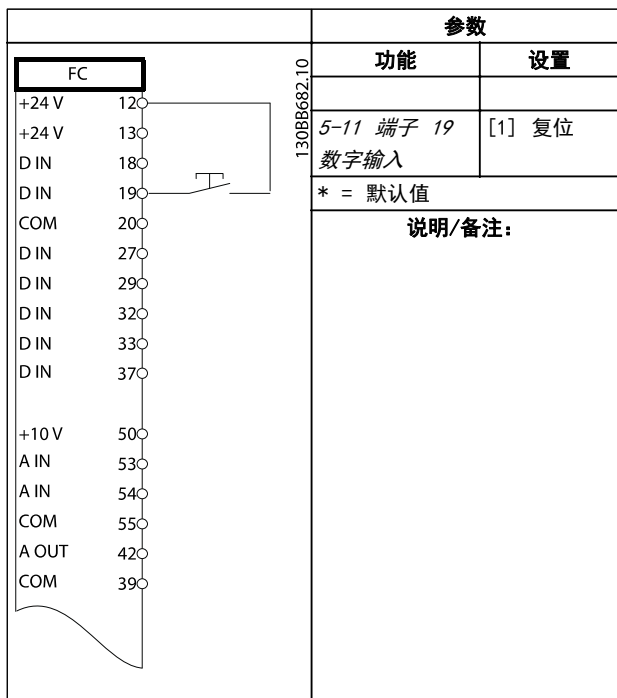 参数
功能 设置
FC
+24 V 12
+24 V 13
D IN 18
D IN 19
COM 20
D IN 27
D IN 29
D IN 32
D IN 33
D IN 37
+10 V 50
A IN 53
A IN 54
COM 55
A OUT 42
COM 39
130BB682.10
5-11 端子 19 [1] 复位
数字输入
* = 默认值
说明/备注: